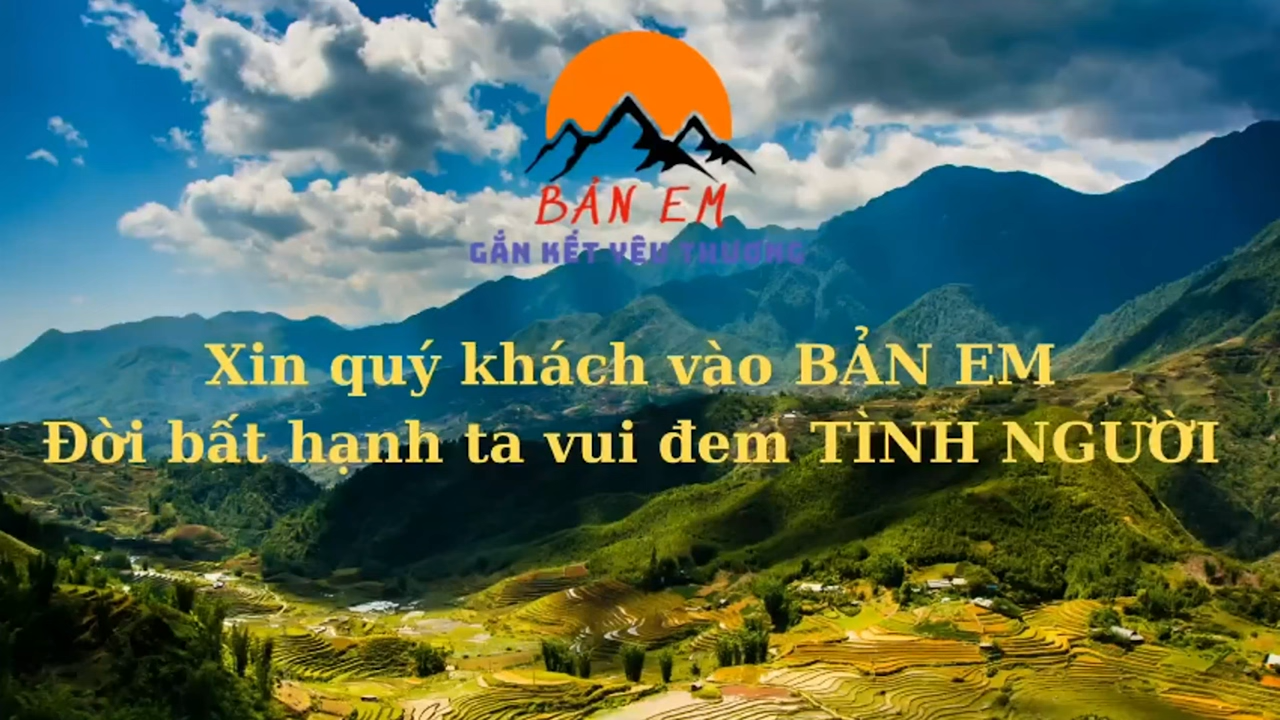 BẢN EM
GẮN KẾT YÊU THƯƠNG
Xin quý khách vào BẢN EM
Đời bất hạnh ta vui đem TÌNH NGƯỜI